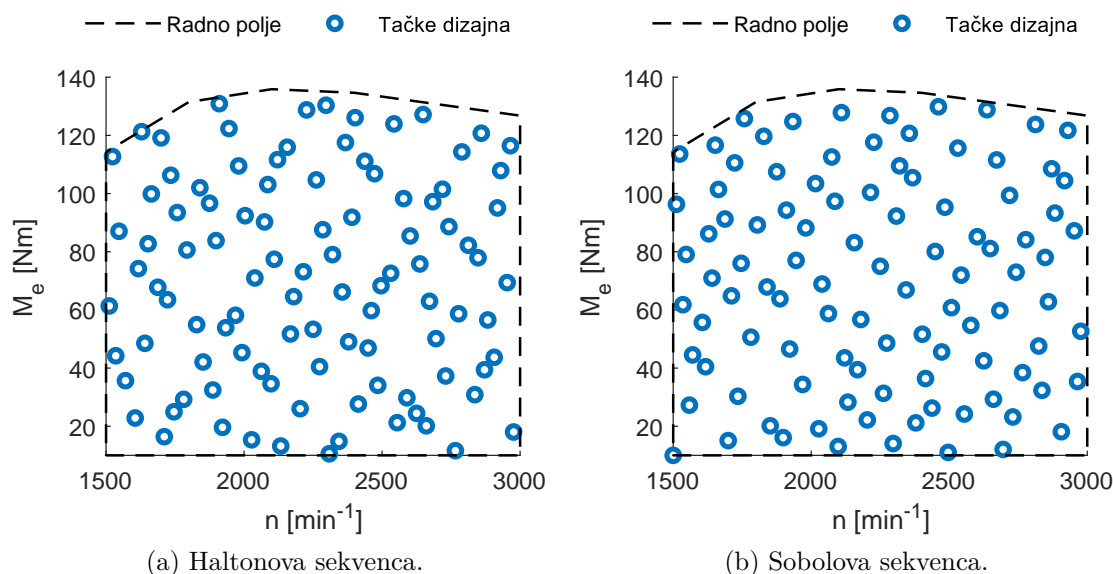 Radno polje Tačke dizajna
140
120
100
80
60
40
20
M_e [Nm]
1500 2000 2500 3000
n [min⁻¹]
(a) Haltonova sekvenca.
Radno polje Tačke dizajna
140
120
100
80
60
40
20
M_e [Nm]
1500 2000 2500 3000
n [min⁻¹]
(b) Sobolova sekvenca.